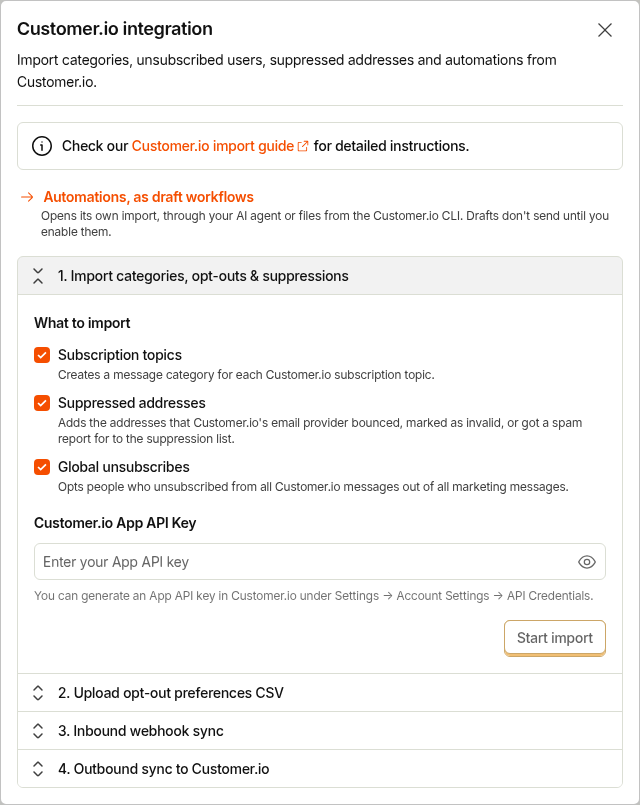 Customer.io integration
Import categories, unsubscribed users, suppressed addresses and automations from
Customer.io.
Check our Customer.io import guide for detailed instructions.
→ Automations, as draft workflows
Opens its own import, through your AI agent or files from the Customer.io CLI. Drafts don't send until you
enable them.
1. Import categories, opt-outs & suppressions
What to import
Subscription topics
Creates a message category for each Customer.io subscription topic.
Suppressed addresses
Adds the addresses that Customer.io's email provider bounced, marked as invalid, or got a spam
report for to the suppression list.
Global unsubscribes
Opts people who unsubscribed from all Customer.io messages out of all marketing messages.
Customer.io App API Key
Enter your App API key
You can generate an App API key in Customer.io under Settings → Account Settings → API Credentials.
Start import
2. Upload opt-out preferences CSV
3. Inbound webhook sync
4. Outbound sync to Customer.io